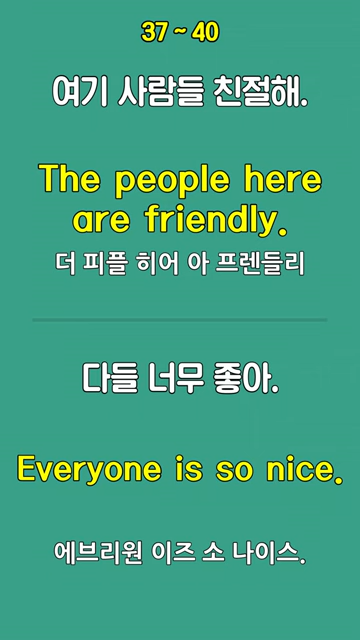 37 ~ 40
여기 사람들 친절해.
The people here
are friendly.
더 피플 히어 아 프렌들리
다들 너무 좋아.
Everyone is so nice.
에브리원 이즈 소 나이스.